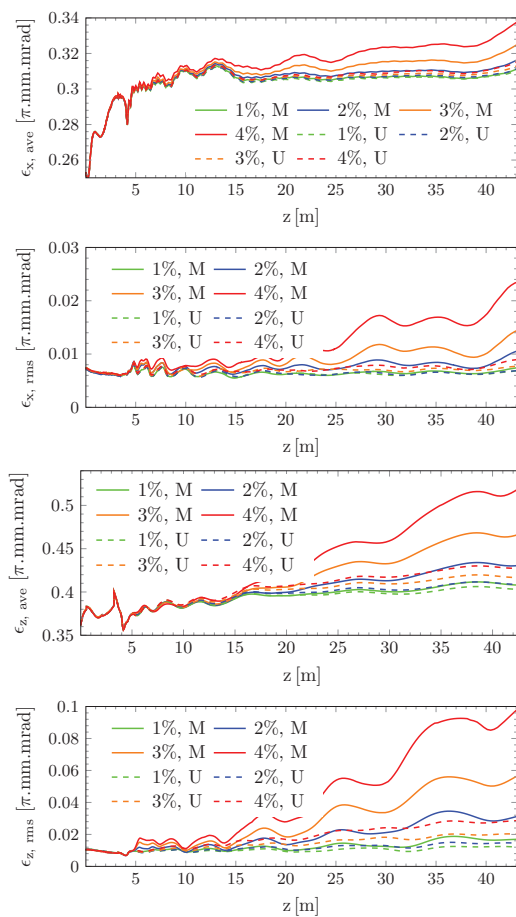 0.34
0.32
0.3
0.28
0.26
ϵx, ave [π.mm.mrad]
1%, M 2%, M 3%, M
4%, M 1%, U 2%, U
3%, U 4%, U
5 10 15 20 25 30 35 40
z [m]
0.03
0.02
0.01
0
ϵx, rms [π.mm.mrad]
1%, M 2%, M
3%, M 4%, M
1%, U 2%, U
3%, U 4%, U
5 10 15 20 25 30 35 40
z [m]
0.5
0.45
0.4
0.35
ϵz, ave [π.mm.mrad]
1%, M 2%, M
3%, M 4%, M
1%, U 2%, U
3%, U 4%, U
5 10 15 20 25 30 35 40
z [m]
0.1
0.08
0.06
0.04
0.02
0
ϵz, rms [π.mm.mrad]
1%, M 2%, M
3%, M 4%, M
1%, U 2%, U
3%, U 4%, U
5 10 15 20 25 30 35 40
z [m]